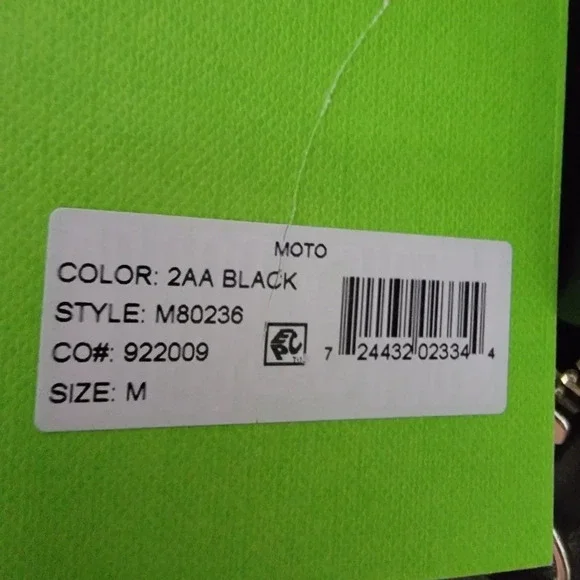 MOTO
COLOR: 2AA BLACK
STYLE: M80236
CO#: 922009
SIZE: M
7 24432 02334 4